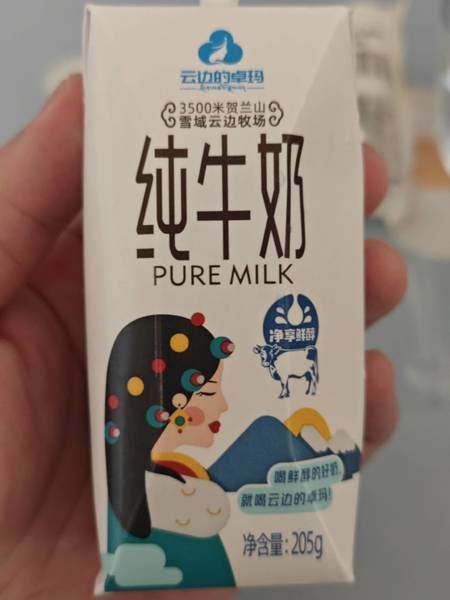 云边的卓玛
3500米贺兰山
雪域云边牧场
纯牛奶
PURE MILK
净享鲜醇
喝鲜醇的好奶,
就喝云边的卓玛!
净含量:205g